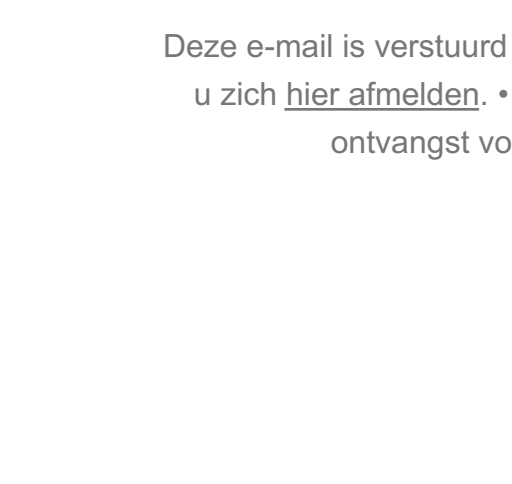 Deze e-mail is verstuurd
u zich hier afmelden. •
ontvangst vo